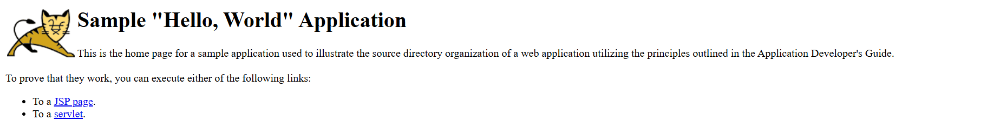 Sample "Hello, World" Application
This is the home page for a sample application used to illustrate the source directory organization of a web application utilizing the principles outlined in the Application Developer's Guide.
To prove that they work, you can execute either of the following links:
• To a JSP page.
• To a servlet.